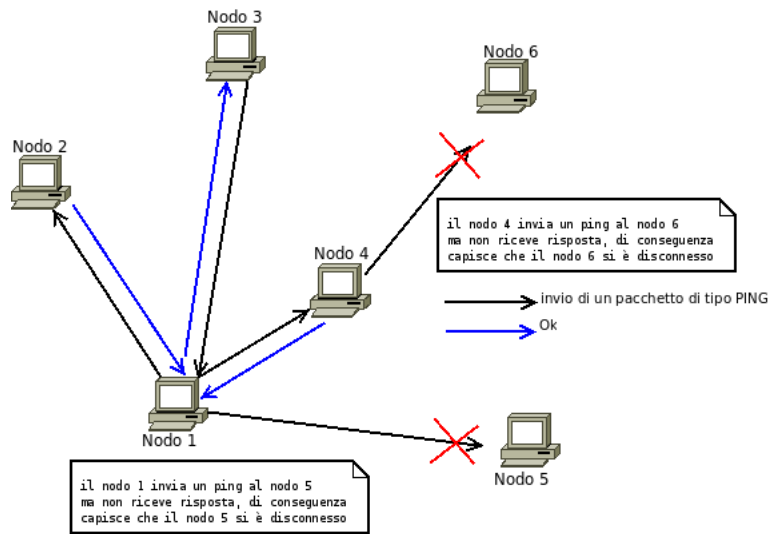 Nodo 3
Nodo 6
Nodo 2
il nodo 4 invia un ping al nodo 6
ma non riceve risposta, di conseguenza
capisce che il nodo 6 si è disconnesso
Nodo 4
invio di un pacchetto di tipo PING
Ok
Nodo 1
Nodo 5
il nodo 1 invia un ping al nodo 5
ma non riceve risposta, di conseguenza
capisce che il nodo 5 si è disconnesso